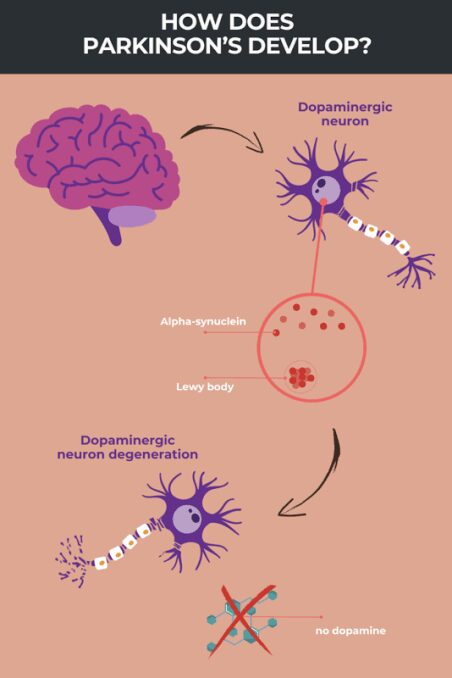 HOW DOES
PARKINSON'S DEVELOP?
Dopaminergic
neuron
Alpha-synuclein
Lewy body
Dopaminergic
neuron degeneration
no dopamine